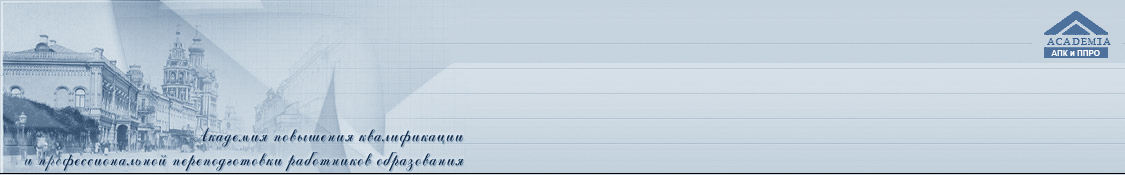 ACADEMIA
АПК и ППРО
Академия повышения квалификации
и профессиональной переподготовки работников образования